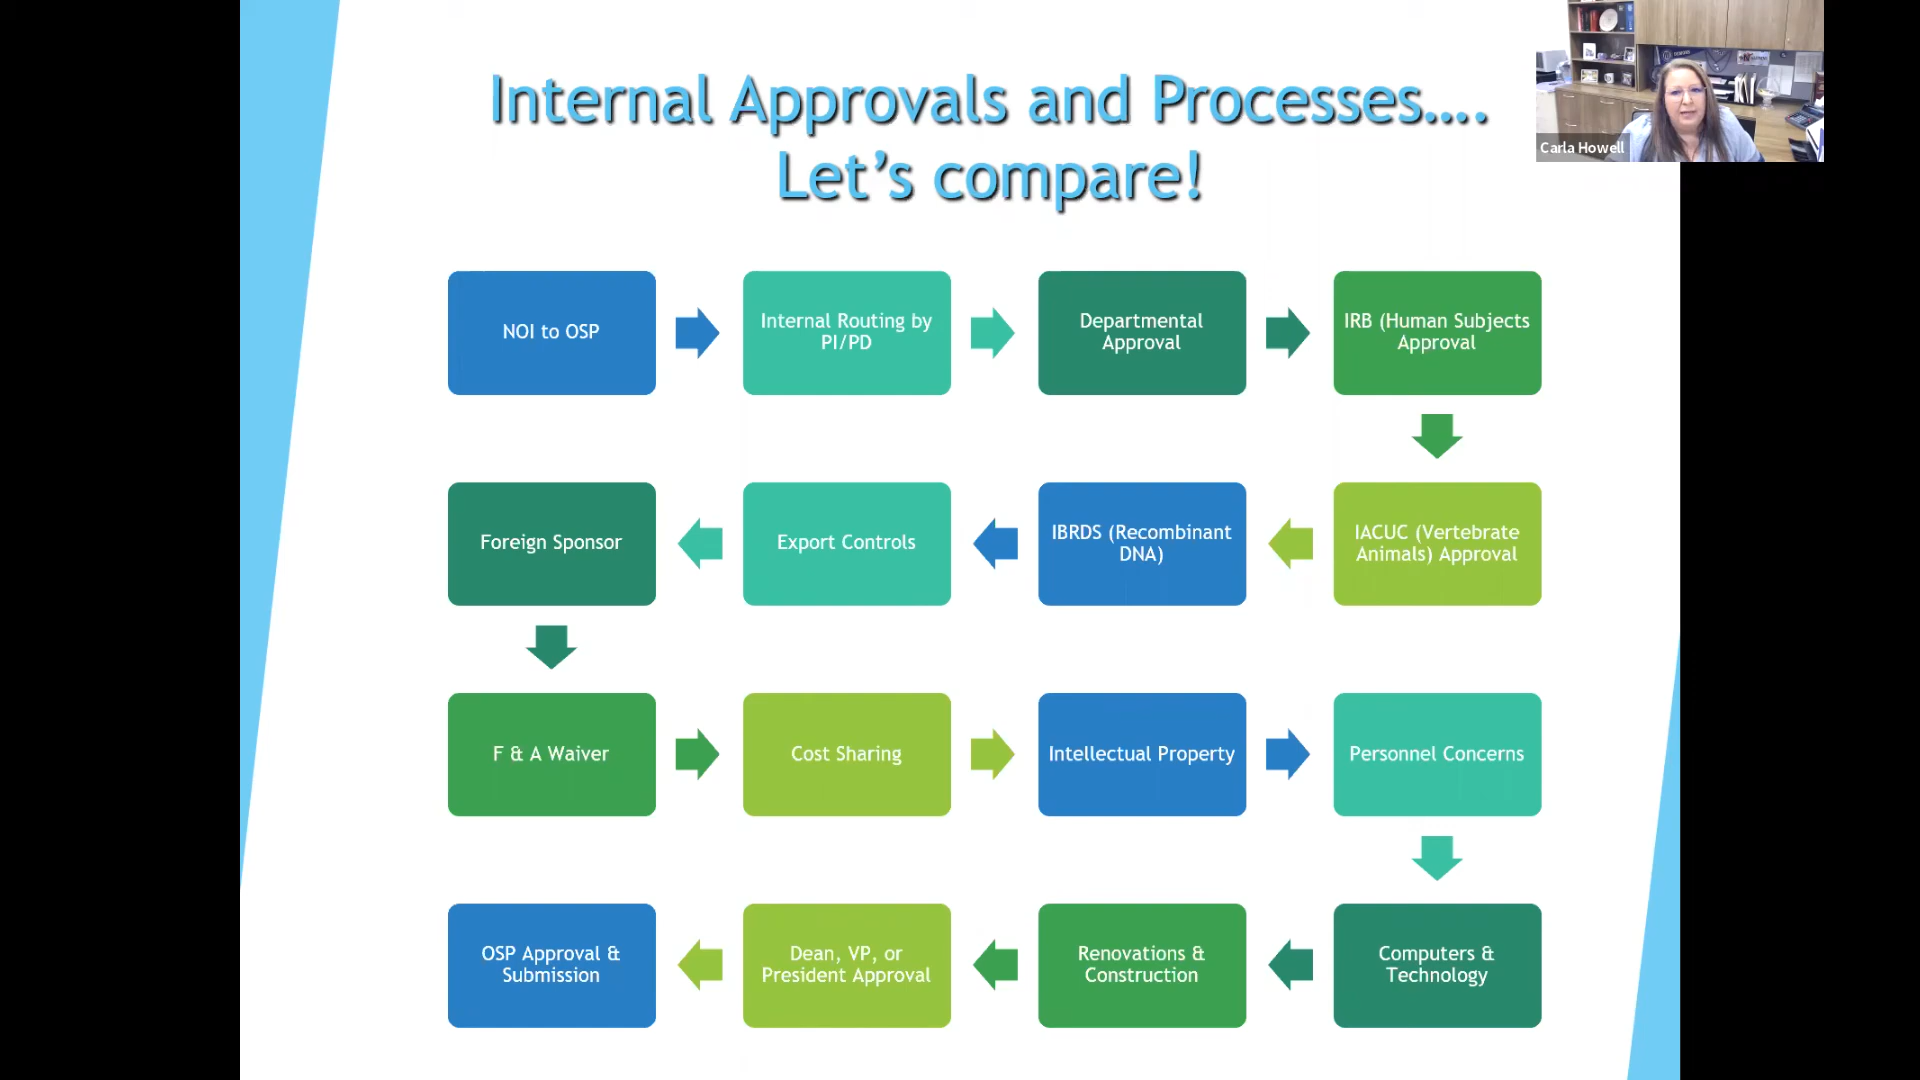 Internal Approvals and Processes....
Let's compare!
Carla Howell
NOI to OSP
Internal Routing by
PI/PD
Departmental
Approval
IRB (Human Subjects
Approval
IACUC (Vertebrate
Animals) Approval
IBRDS (Recombinant
DNA)
Export Controls
Foreign Sponsor
F & A Waiver
Cost Sharing
Intellectual Property
Personnel Concerns
Computers &
Technology
Renovations &
Construction
Dean, VP, or
President Approval
OSP Approval &
Submission